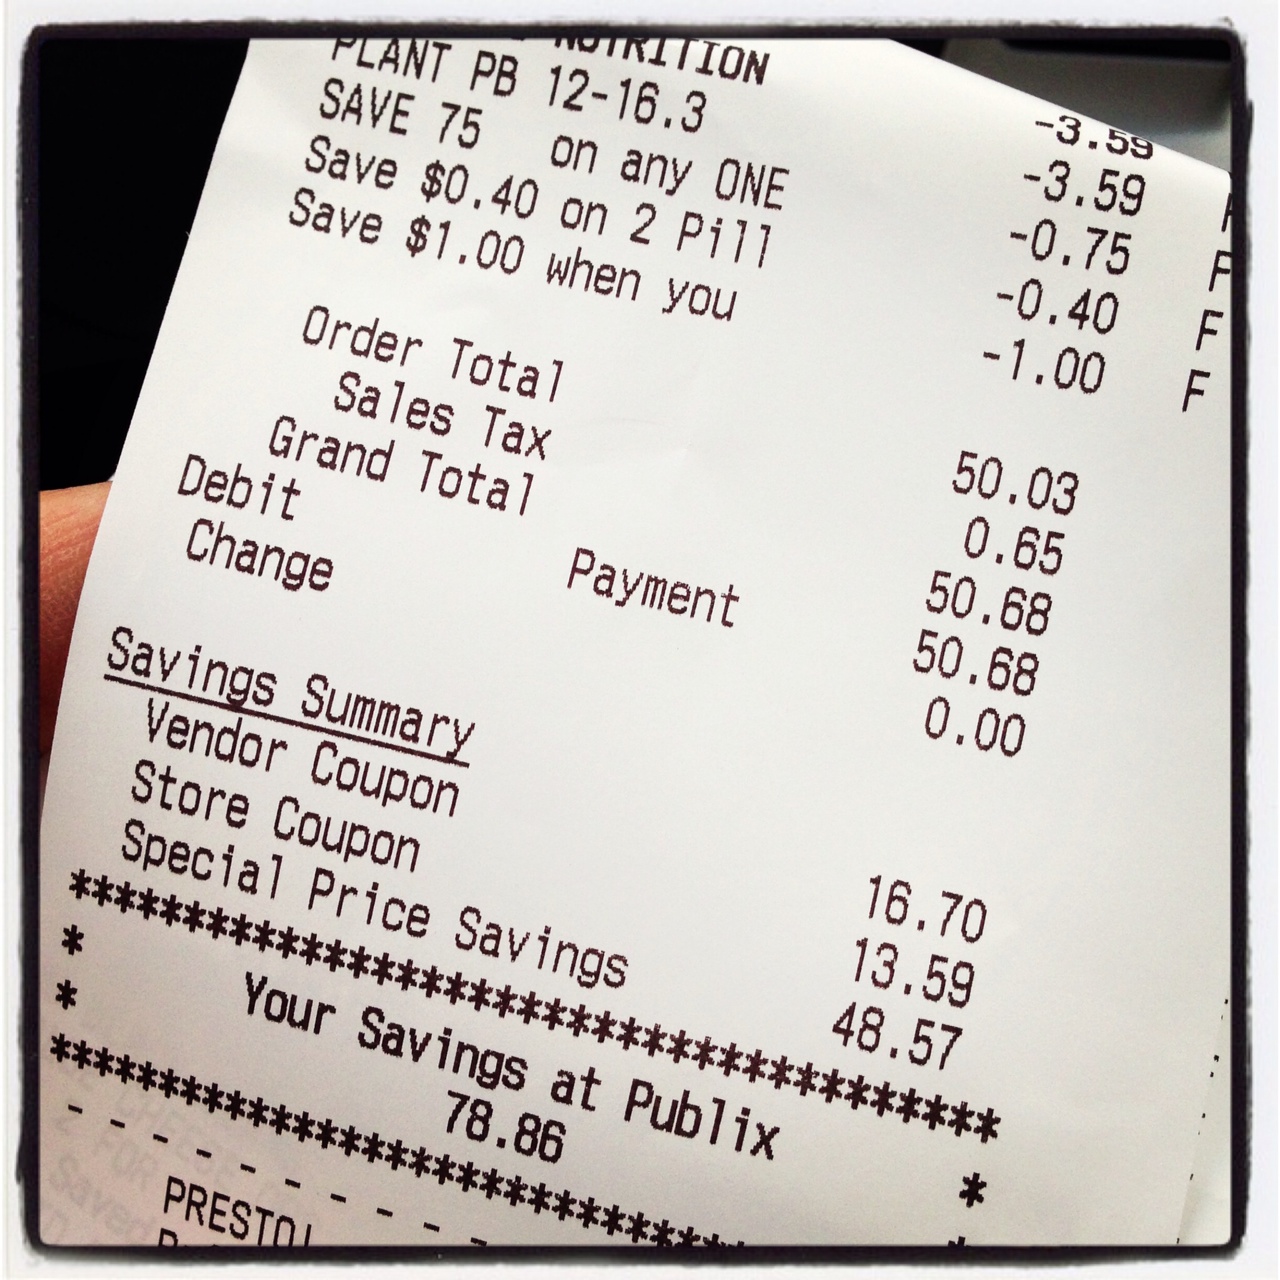 NUTRITION -3.59
PLANT PB 12-16.3 -3.59
SAVE 75 on any ONE -0.75 F
Save $0.40 on 2 Pill -0.40 F
Save $1.00 when you -1.00 F
Order Total 50.03
Sales Tax 0.65
Grand Total 50.68
Debit Payment 50.68
Change 0.00
Savings Summary
Vendor Coupon 16.70
Store Coupon 13.59
Special Price Savings 48.57
****************************************
* Your Savings at Publix *
* 78.86 *
****************************************
- - - - - - - - - -
PRESTO!